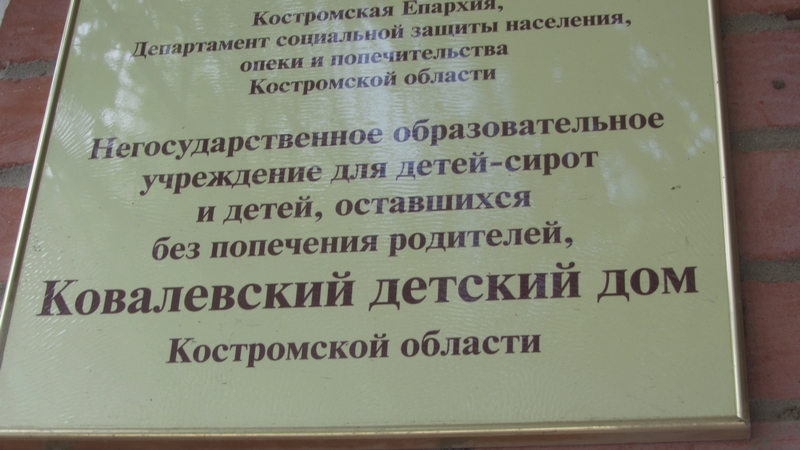 Костромская Епархия,
Департамент социальной защиты населения,
опеки и попечительства
Костромской области
Негосударственное образовательное
учреждение для детей-сирот
и детей, оставшихся
без попечения родителей,
Ковалевский детский дом
Костромской области